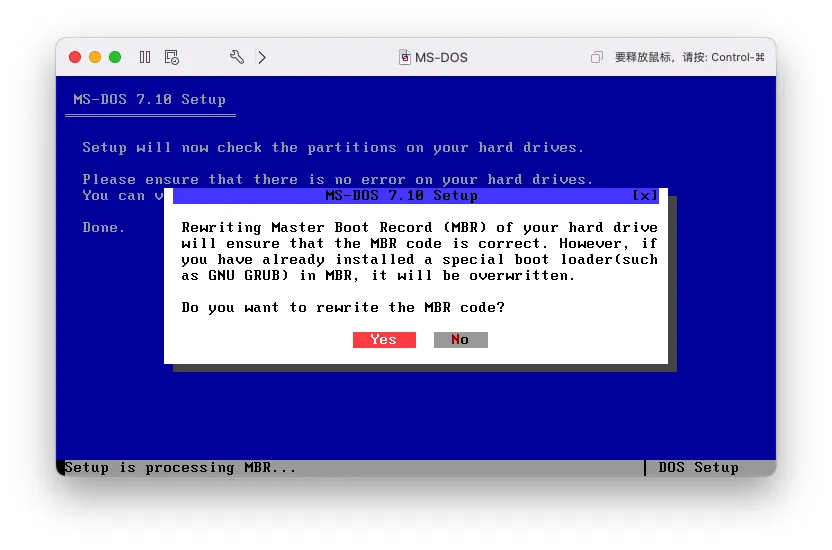 MS-DOS
要释放鼠标，请按: Control-⌘
MS-DOS 7.10 Setup
Setup will now check the partitions on your hard drives.
Please ensure that there is no error on your hard drives.
You can v
Done.
MS-DOS 7.10 Setup [x]
Rewriting Master Boot Record (MBR) of your hard drive
will ensure that the MBR code is correct. However, if
you have already installed a special boot loader(such
as GNU GRUB) in MBR, it will be overwritten.
Do you want to rewrite the MBR code?
Yes No
Setup is processing MBR... | DOS Setup